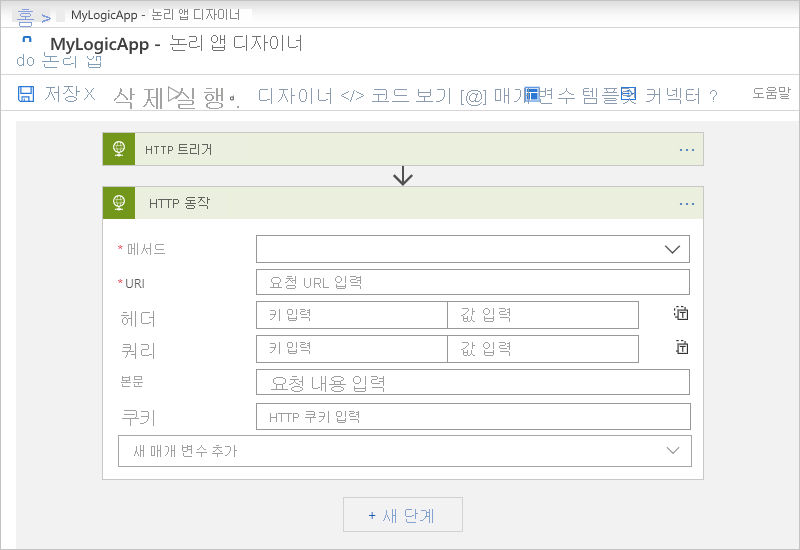 홈 > MyLogicApp - 논리 앱 디자이너
MyLogicApp - 논리 앱 디자이너
do 논리 앱
저장 X 삭제 실행 디자이너 </> 코드 보기 [@] 매개 변수 템플릿 커넥터 ? 도움말
HTTP 트리거 ...
HTTP 동작 ...
* 메서드
* URI 요청 URL 입력
헤더 키 입력 값 입력
쿼리 키 입력 값 입력
본문 요청 내용 입력
쿠키 HTTP 쿠키 입력
새 매개 변수 추가
+ 새 단계